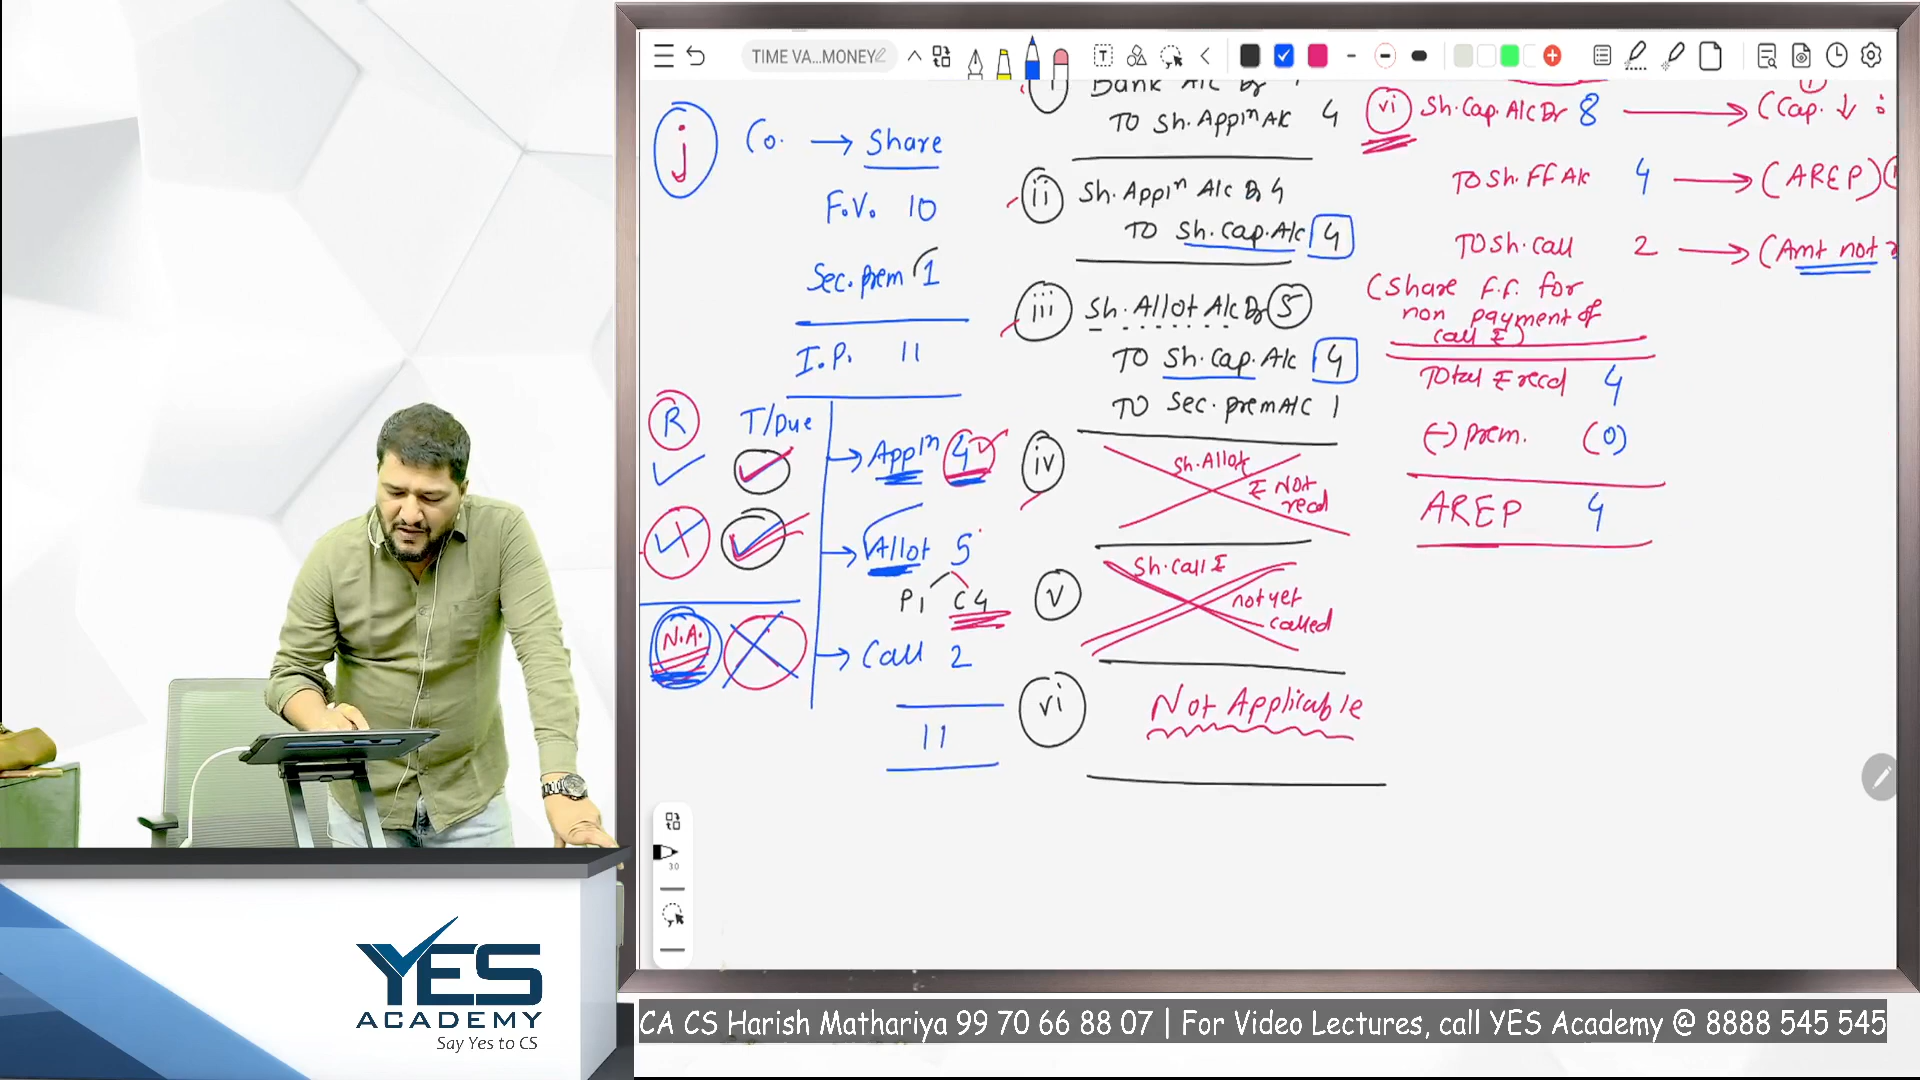 TIME VA...MONEY
T
Bank A/c Dr
TO Sh. Appln A/c 4
j
Co. → Share
F.V. 10
Sec. prem 1
I.P. 11
R T/Due
Appln 4
Allot 5
P1 C4
N.A.
Call 2
11
ii Sh. Appln A/c Dr 4
TO Sh. Cap. A/c 4
iii Sh. Allot A/c Dr 5
TO Sh. Cap. A/c 4
TO Sec. prem A/c 1
iv Sh. Allot
₹ Not
recd
v Sh. call ₹
not yet
called
vi Not Applicable
vi Sh. Cap. A/c Dr 8 → (Cap. ↓
TO Sh. FF A/c 4 → (AREP)
TO Sh. call 2 → (Amt not
(Share F.F. for
non payment of
call ₹)
Total ₹ recd 4
(-) prem. (0)
AREP 4
30
YES
ACADEMY
Say Yes to CS
CA CS Harish Mathariya 99 70 66 88 07 | For Video Lectures, call YES Academy @ 8888 545 545